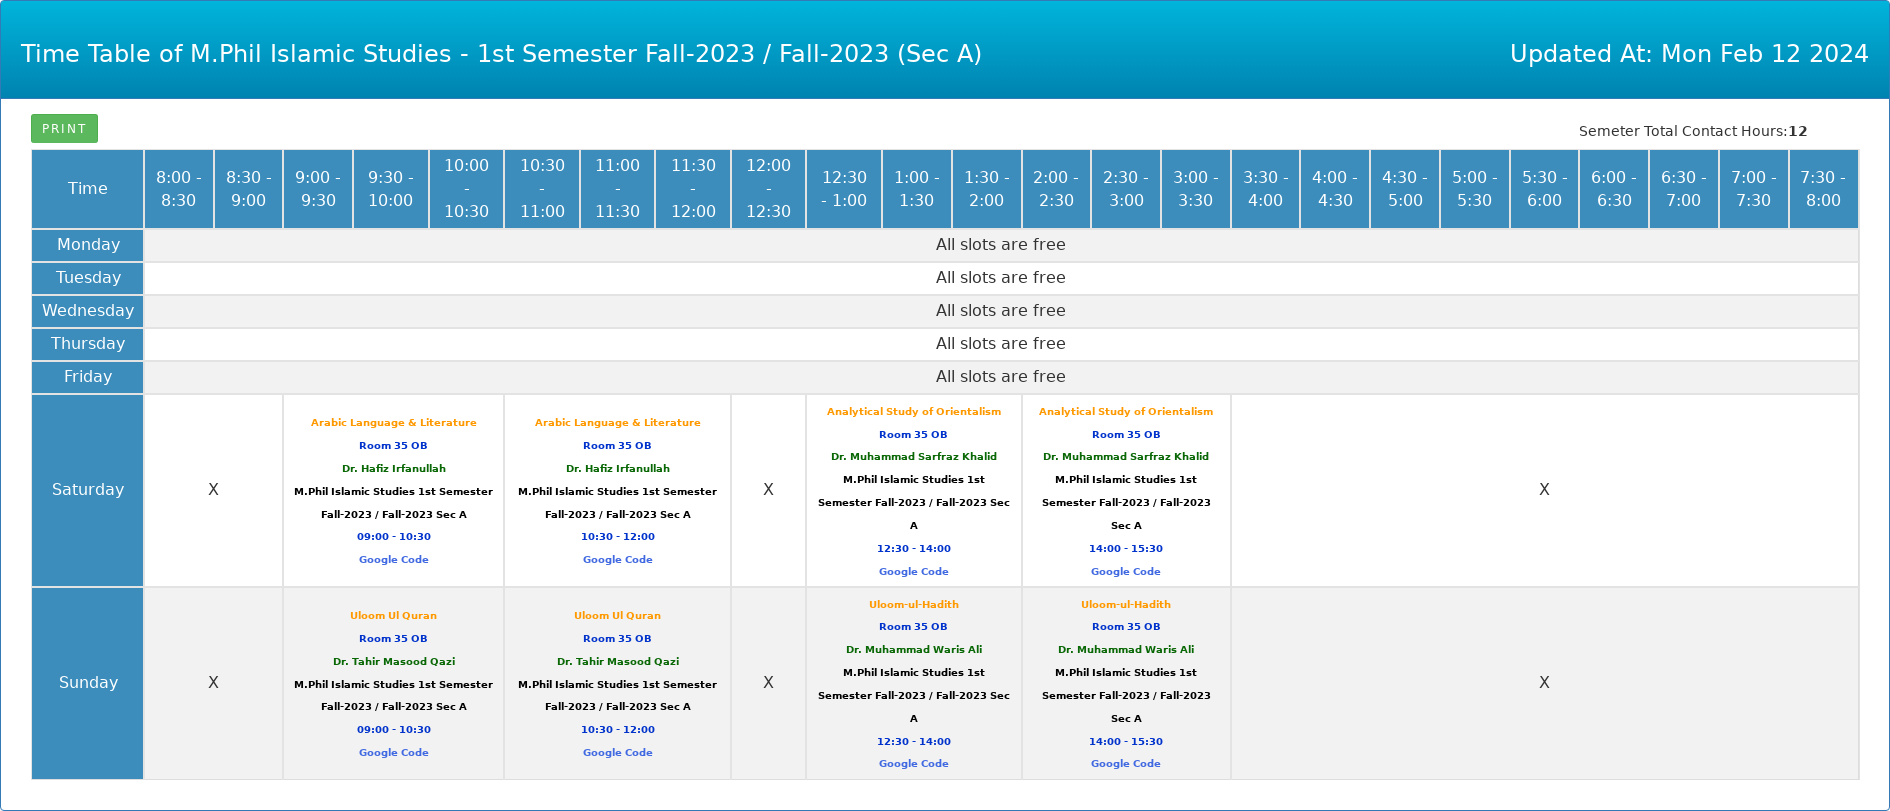 Time Table of M.Phil Islamic Studies - 1st Semester Fall-2023 / Fall-2023 (Sec A)
Updated At: Mon Feb 12 2024
PRINT
Semeter Total Contact Hours:12
Time
8:00 -
8:30
8:30 -
9:00
9:00 -
9:30
9:30 -
10:00
10:00
-
10:30
10:30
-
11:00
11:00
-
11:30
11:30
-
12:00
12:00
-
12:30
12:30
- 1:00
1:00 -
1:30
1:30 -
2:00
2:00 -
2:30
2:30 -
3:00
3:00 -
3:30
3:30 -
4:00
4:00 -
4:30
4:30 -
5:00
5:00 -
5:30
5:30 -
6:00
6:00 -
6:30
6:30 -
7:00
7:00 -
7:30
7:30 -
8:00
Monday
All slots are free
Tuesday
All slots are free
Wednesday
All slots are free
Thursday
All slots are free
Friday
All slots are free
Saturday
X
Arabic Language & Literature
Room 35 OB
Dr. Hafiz Irfanullah
M.Phil Islamic Studies 1st Semester
Fall-2023 / Fall-2023 Sec A
09:00 - 10:30
Google Code
Arabic Language & Literature
Room 35 OB
Dr. Hafiz Irfanullah
M.Phil Islamic Studies 1st Semester
Fall-2023 / Fall-2023 Sec A
10:30 - 12:00
Google Code
X
Analytical Study of Orientalism
Room 35 OB
Dr. Muhammad Sarfraz Khalid
M.Phil Islamic Studies 1st
Semester Fall-2023 / Fall-2023 Sec
A
12:30 - 14:00
Google Code
Analytical Study of Orientalism
Room 35 OB
Dr. Muhammad Sarfraz Khalid
M.Phil Islamic Studies 1st
Semester Fall-2023 / Fall-2023
Sec A
14:00 - 15:30
Google Code
X
Sunday
X
Uloom Ul Quran
Room 35 OB
Dr. Tahir Masood Qazi
M.Phil Islamic Studies 1st Semester
Fall-2023 / Fall-2023 Sec A
09:00 - 10:30
Google Code
Uloom Ul Quran
Room 35 OB
Dr. Tahir Masood Qazi
M.Phil Islamic Studies 1st Semester
Fall-2023 / Fall-2023 Sec A
10:30 - 12:00
Google Code
X
Uloom-ul-Hadith
Room 35 OB
Dr. Muhammad Waris Ali
M.Phil Islamic Studies 1st
Semester Fall-2023 / Fall-2023 Sec
A
12:30 - 14:00
Google Code
Uloom-ul-Hadith
Room 35 OB
Dr. Muhammad Waris Ali
M.Phil Islamic Studies 1st
Semester Fall-2023 / Fall-2023
Sec A
14:00 - 15:30
Google Code
X